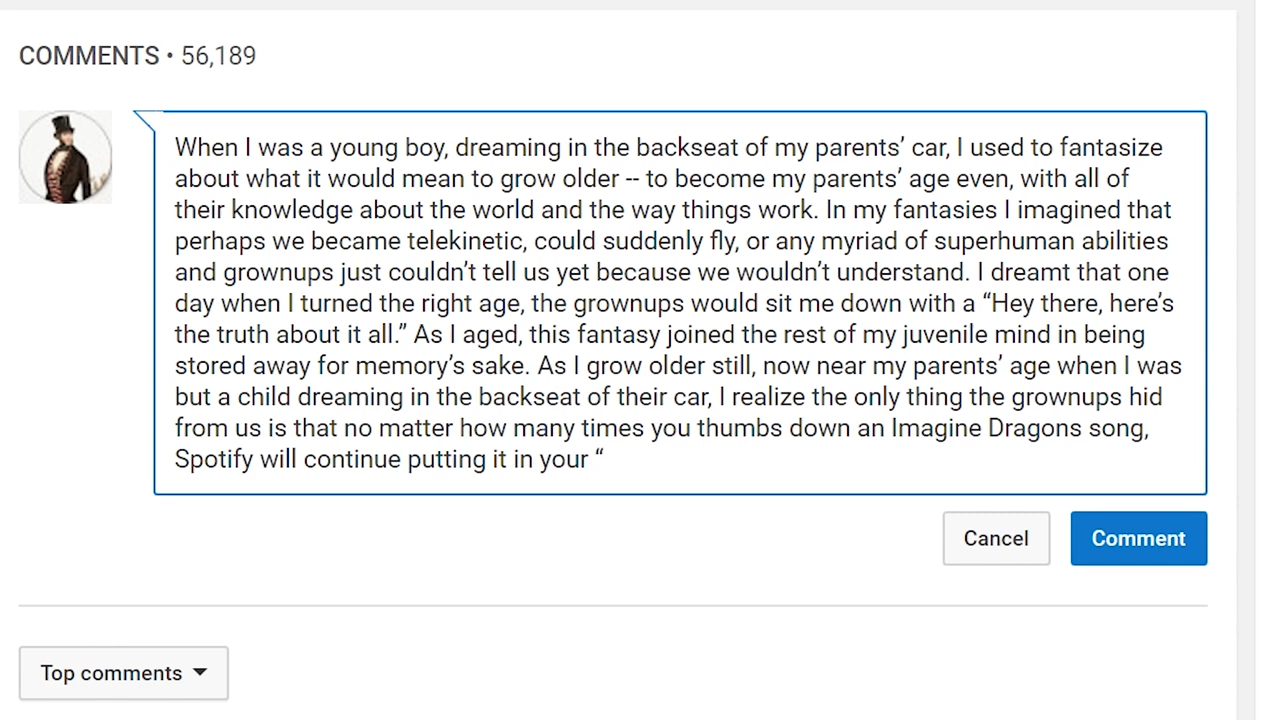 COMMENTS • 56,189
When I was a young boy, dreaming in the backseat of my parents’ car, I used to fantasize
about what it would mean to grow older -- to become my parents’ age even, with all of
their knowledge about the world and the way things work. In my fantasies I imagined that
perhaps we became telekinetic, could suddenly fly, or any myriad of superhuman abilities
and grownups just couldn’t tell us yet because we wouldn’t understand. I dreamt that one
day when I turned the right age, the grownups would sit me down with a “Hey there, here’s
the truth about it all.” As I aged, this fantasy joined the rest of my juvenile mind in being
stored away for memory’s sake. As I grow older still, now near my parents’ age when I was
but a child dreaming in the backseat of their car, I realize the only thing the grownups hid
from us is that no matter how many times you thumbs down an Imagine Dragons song,
Spotify will continue putting it in your “
Cancel
Comment
Top comments